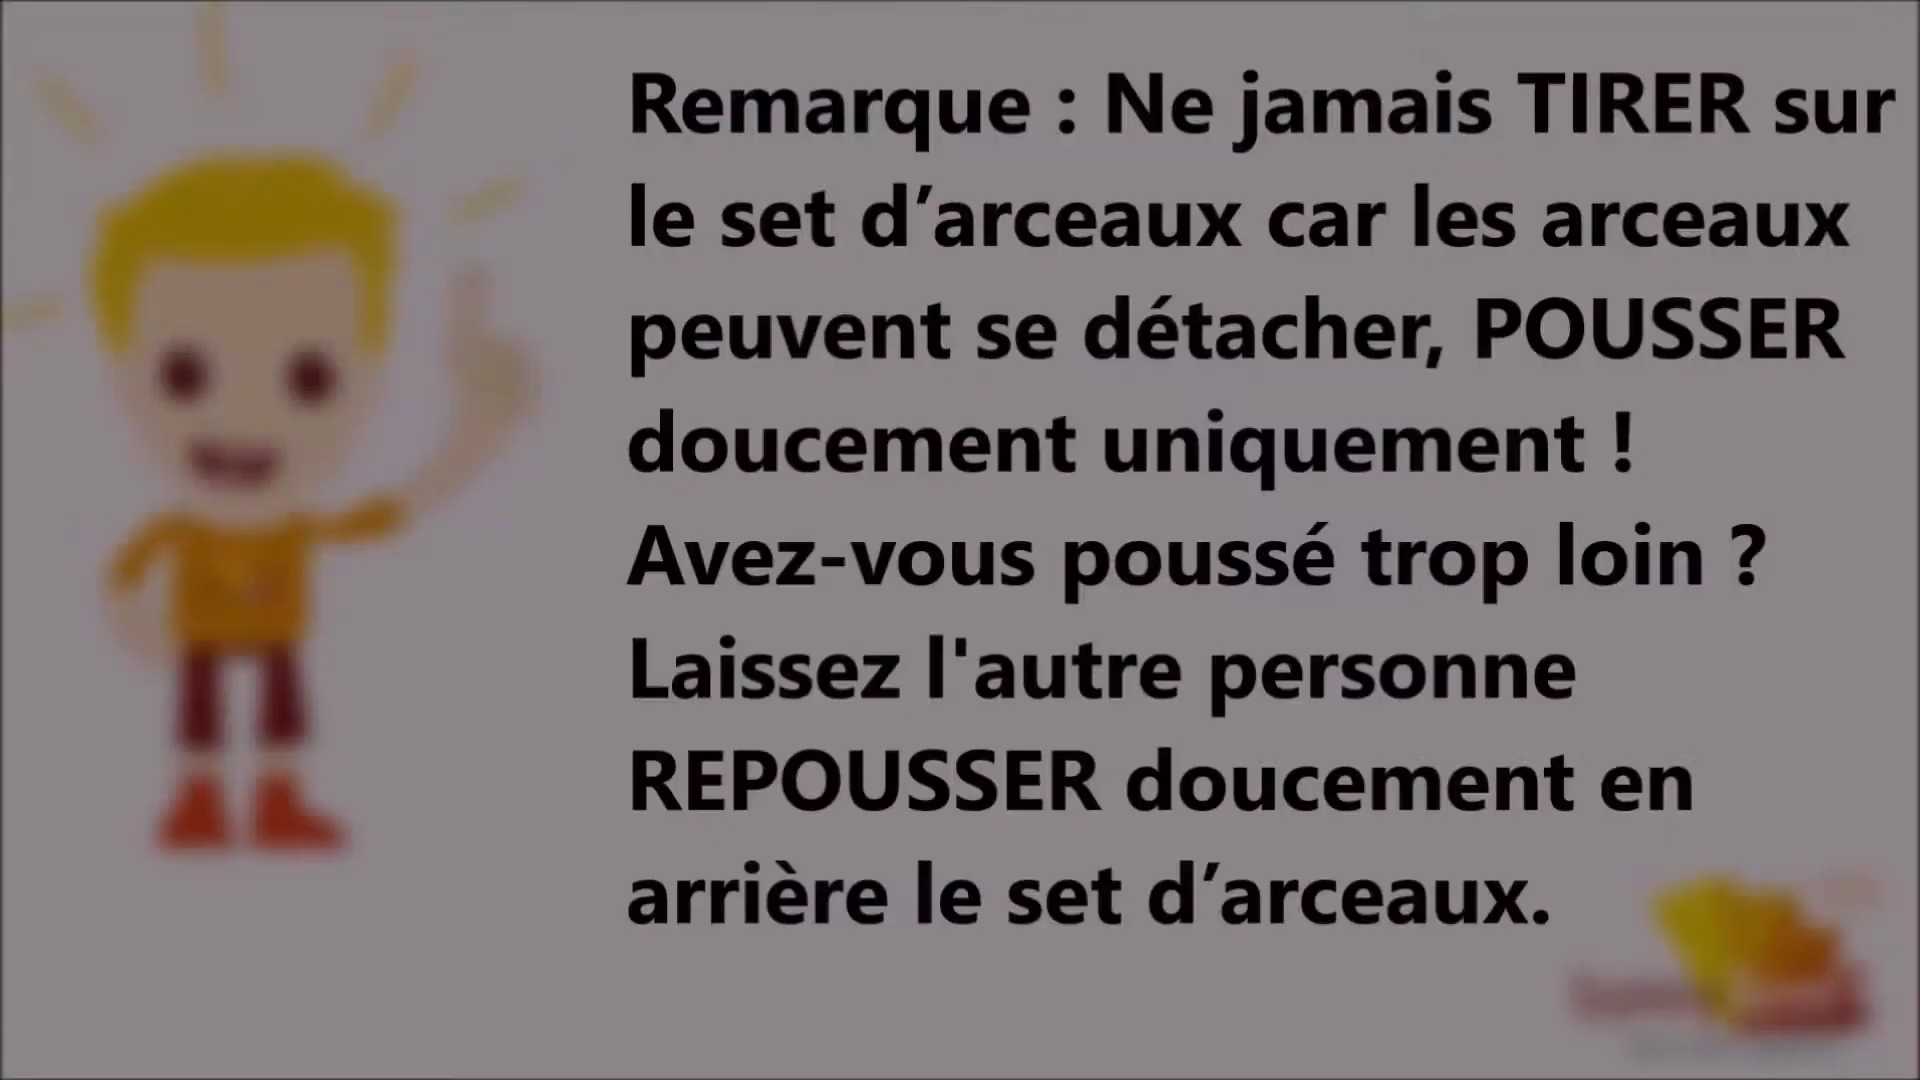 Remarque : Ne jamais TIRER sur
le set d’arceaux car les arceaux
peuvent se détacher, POUSSER
doucement uniquement !
Avez-vous poussé trop loin ?
Laissez l'autre personne
REPOUSSER doucement en
arrière le set d’arceaux.